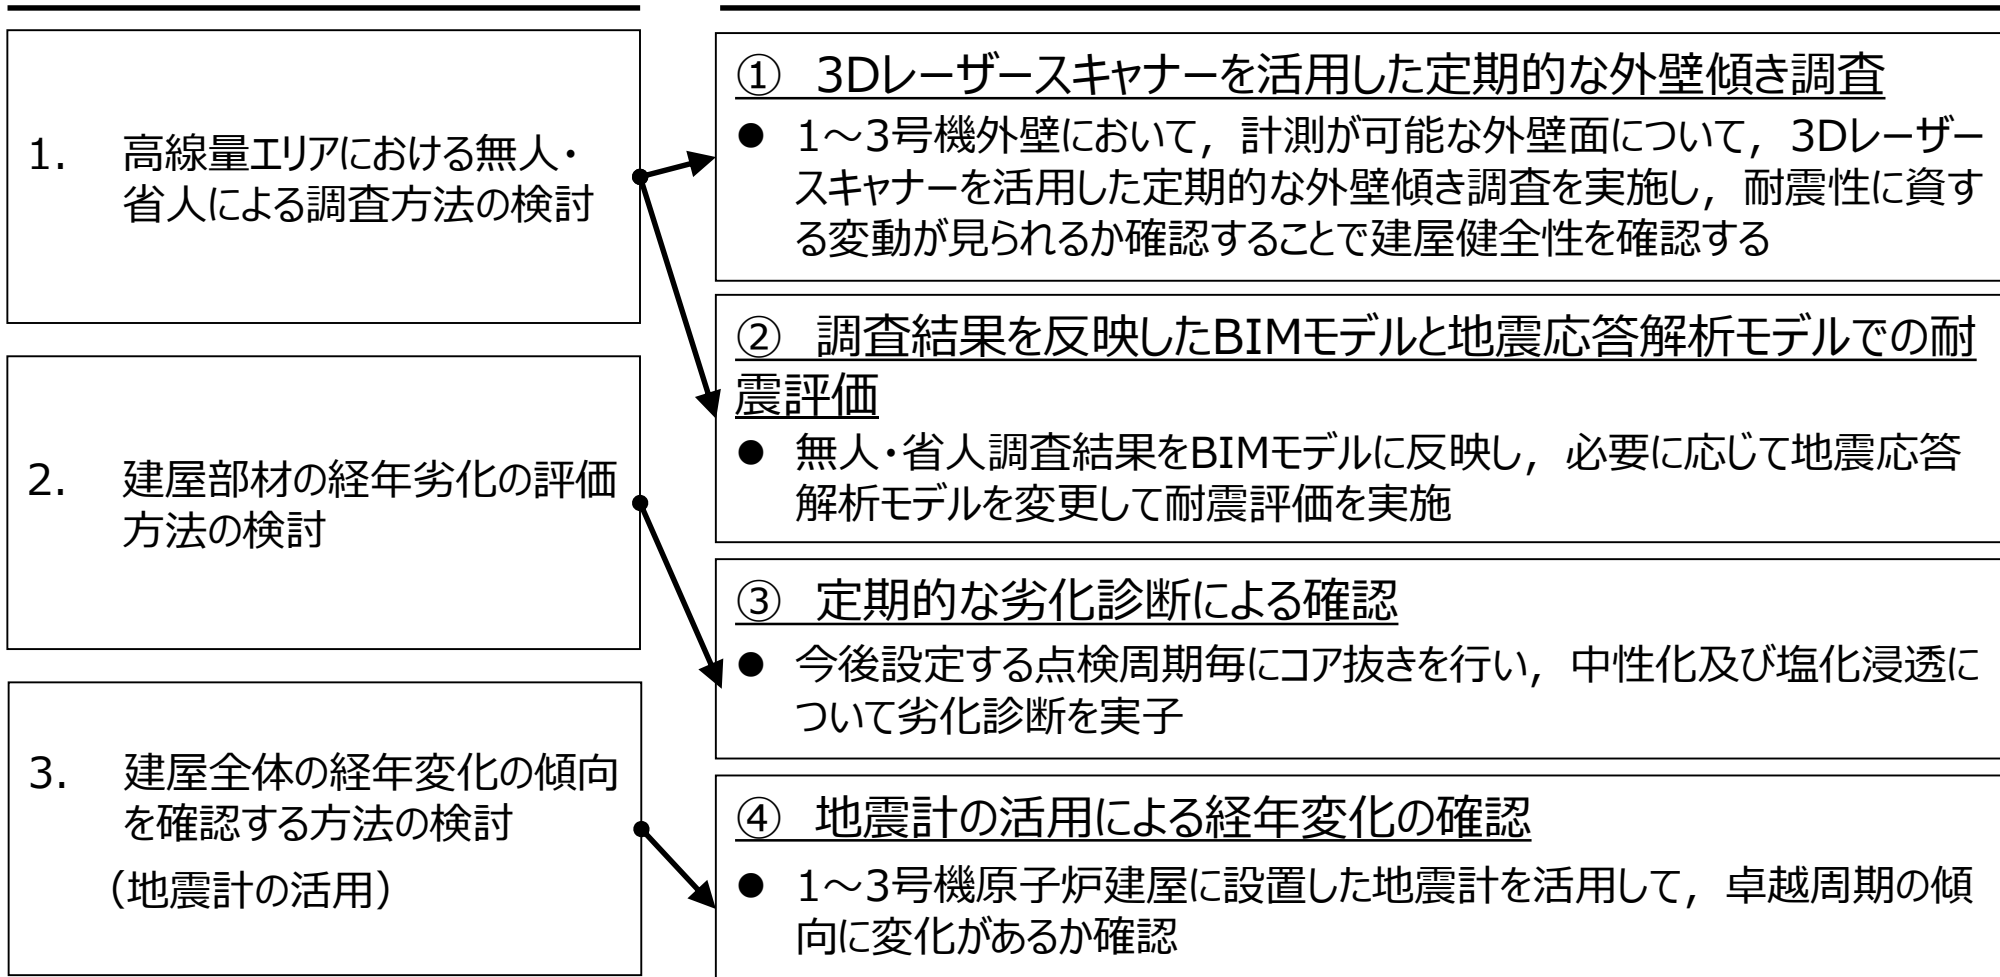 1. 高線量エリアにおける無人・
省人による調査方法の検討
2. 建屋部材の経年劣化の評価
方法の検討
3. 建屋全体の経年変化の傾向
を確認する方法の検討
（地震計の活用）
① 3Dレーザースキャナーを活用した定期的な外壁傾き調査
● 1～3号機外壁において，計測が可能な外壁面について，3Dレーザー
スキャナーを活用した定期的な外壁傾き調査を実施し，耐震性に資す
る変動が見られるか確認することで建屋健全性を確認する
② 調査結果を反映したBIMモデルと地震応答解析モデルでの耐
震評価
● 無人・省人調査結果をBIMモデルに反映し，必要に応じて地震応答
解析モデルを変更して耐震評価を実施
③ 定期的な劣化診断による確認
● 今後設定する点検周期毎にコア抜きを行い，中性化及び塩化浸透に
ついて劣化診断を実子
④ 地震計の活用による経年変化の確認
● 1～3号機原子炉建屋に設置した地震計を活用して，卓越周期の傾
向に変化があるか確認